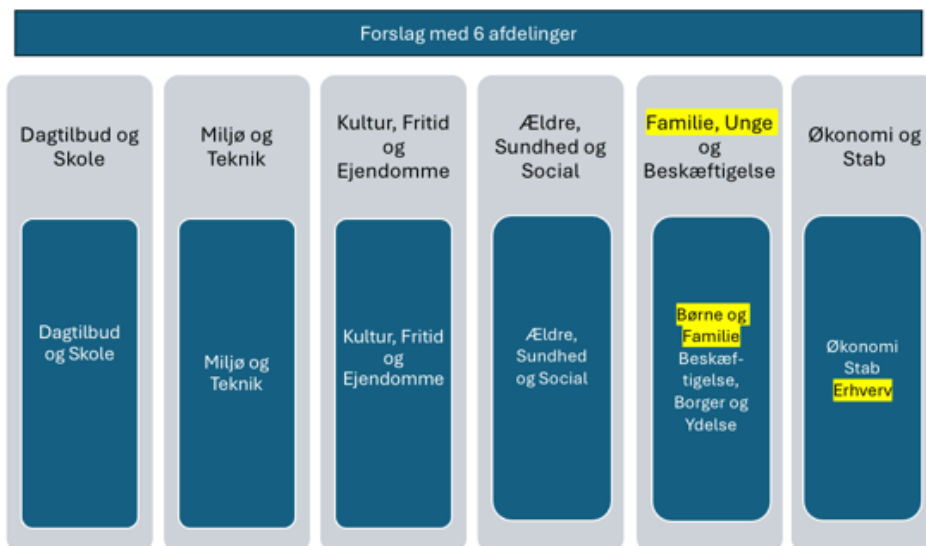 Forslag med 6 afdelinger
Dagtilbud og
Skole
Miljø og
Teknik
Kultur, Fritid
og
Ejendomme
Ældre,
Sundhed og
Social
Familie, Unge
og
Beskæftigelse
Økonomi og
Stab
Dagtilbud
og Skole
Miljø og
Teknik
Kultur, Fritid
og
Ejendomme
Ældre,
Sundhed
og Social
Børne og
Familie
Beskæf-
tigelse,
Borger og
Ydelse
Økonomi
Stab
Erhverv